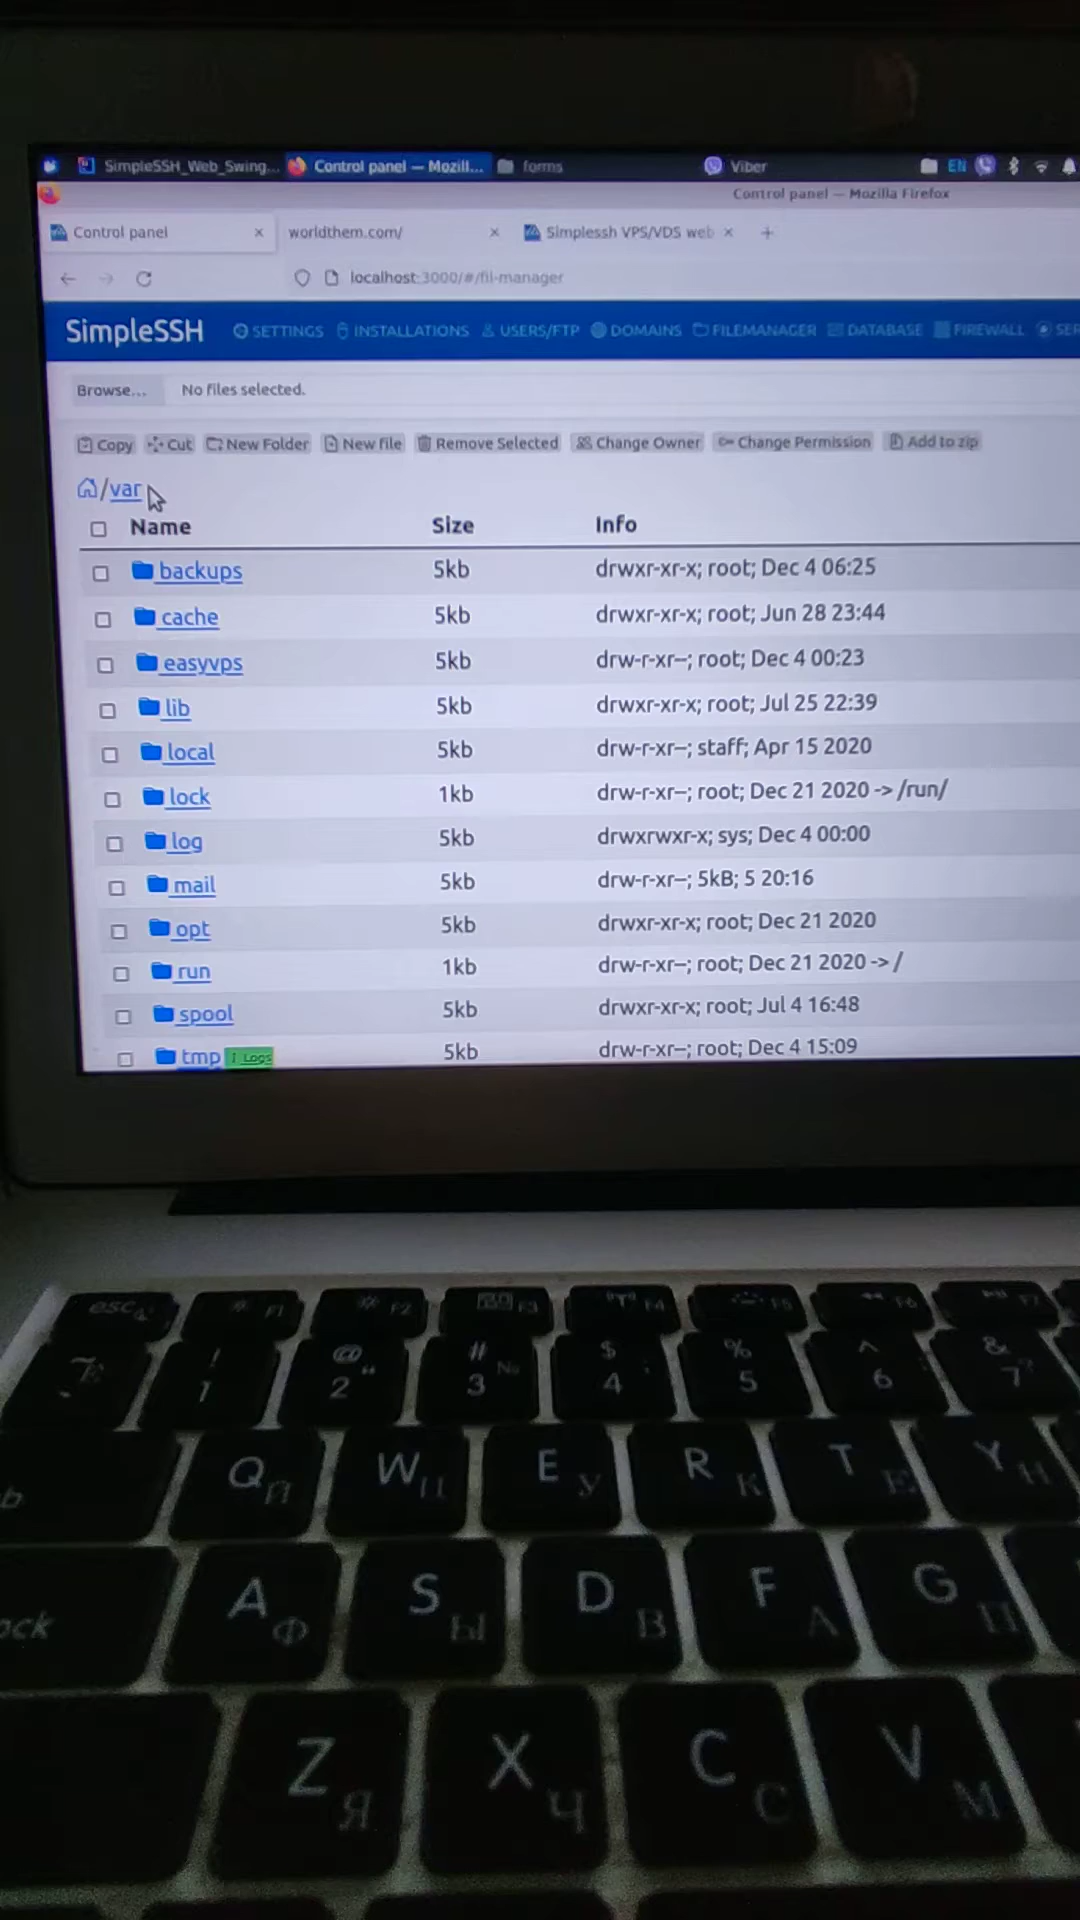 SimpleSSH_Web_Swing... Control panel — Mozill... forms Viber EN
Control panel — Mozilla Firefox
Control panel × worldthem.com/ × Simplessh VPS/VDS web × +
localhost:3000/#/fil-manager
SimpleSSH SETTINGS INSTALLATIONS USERS/FTP DOMAINS FILEMANAGER DATABASE FIREWALL SER
Browse... No files selected.
Copy Cut New Folder New file Remove Selected Change Owner Change Permission Add to zip
/var
Name Size Info
backups 5kb drwxr-xr-x; root; Dec 4 06:25
cache 5kb drwxr-xr-x; root; Jun 28 23:44
easyvps 5kb drw-r-xr--; root; Dec 4 00:23
lib 5kb drwxr-xr-x; root; Jul 25 22:39
local 5kb drw-r-xr--; staff; Apr 15 2020
lock 1kb drw-r-xr--; root; Dec 21 2020 -> /run/
log 5kb drwxrwxr-x; sys; Dec 4 00:00
mail 5kb drw-r-xr--; 5kB; 5 20:16
opt 5kb drwxr-xr-x; root; Dec 21 2020
run 1kb drw-r-xr--; root; Dec 21 2020 -> /
spool 5kb drwxr-xr-x; root; Jul 4 16:48
tmp Logs 5kb drw-r-xr--; root; Dec 4 15:09
esc F1 F2 F3 F4 F5 F6 F7
! @ " # № $ % ^ & ?
1 2 3 4 5 6 7
Q Й W Ц E У R К T Е Y Н
b
A Ф S Ы D В F А G П
ock
Z Я X Ч C С V М